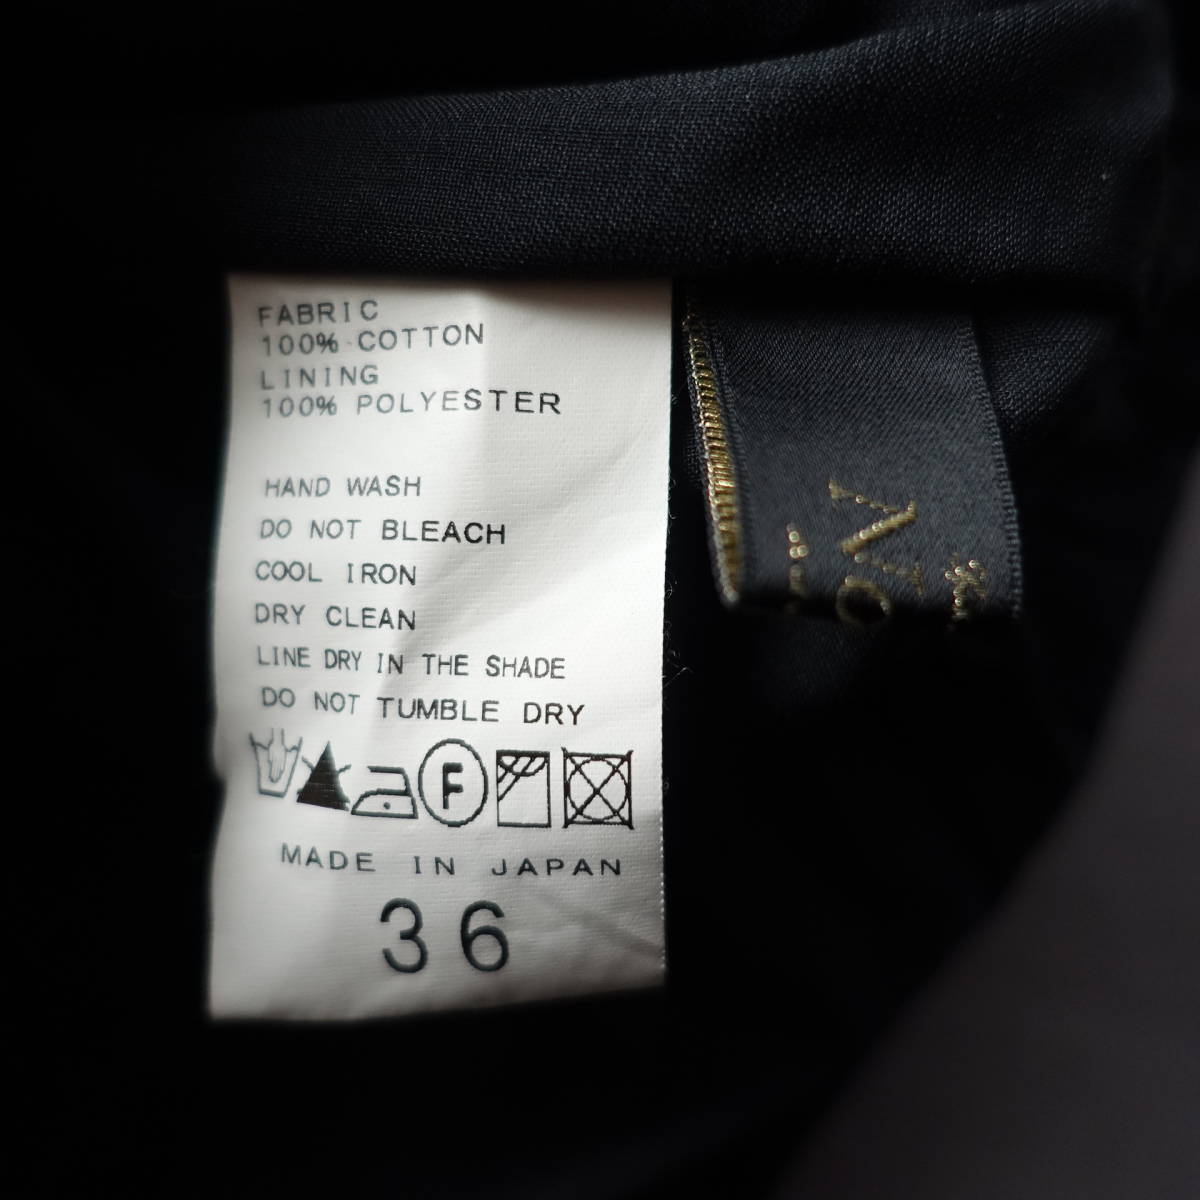 FABRIC
100% COTTON
LINING
100% POLYESTER
HAND WASH
DO NOT BLEACH
COOL IRON
DRY CLEAN
LINE DRY IN THE SHADE
DO NOT TUMBLE DRY
F
MADE IN JAPAN
36